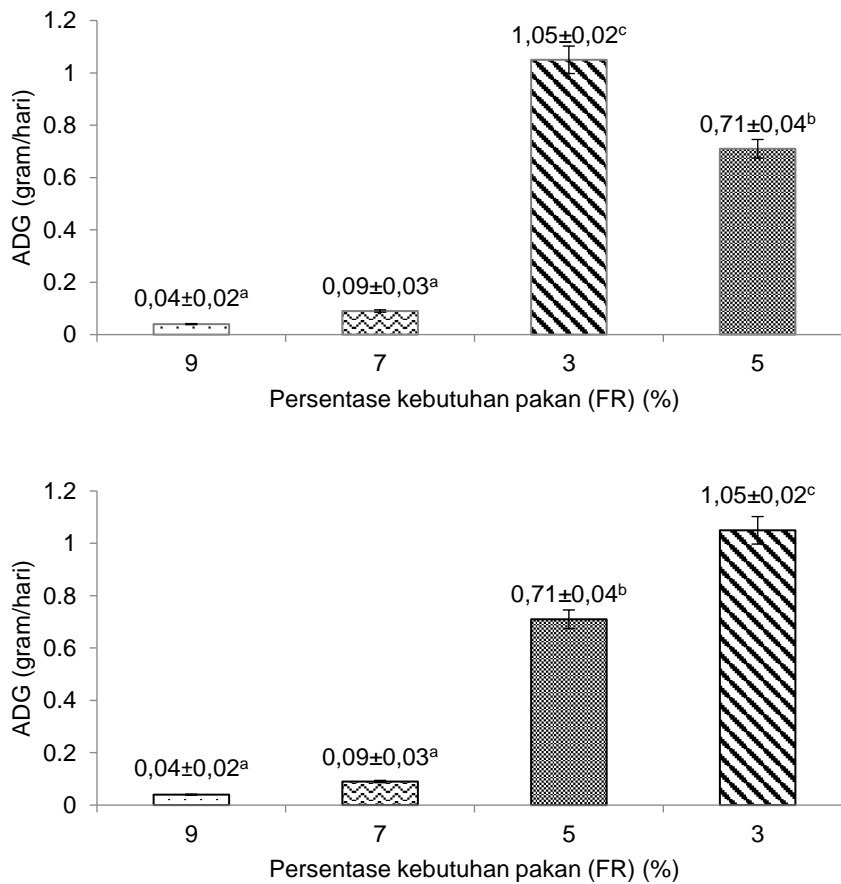 1.2
1,05±0,02c
1
0,71±0,04b
0.8
ADG (gram/hari)
0.6
0.4
0,04±0,02a
0,09±0,03a
0.2
0
9 7 3 5
Persentase kebutuhan pakan (FR) (%)
1.2
1,05±0,02c
1
0,71±0,04b
0.8
ADG (gram/hari)
0.6
0.4
0,04±0,02a
0,09±0,03a
0.2
0
9 7 5 3
Persentase kebutuhan pakan (FR) (%)